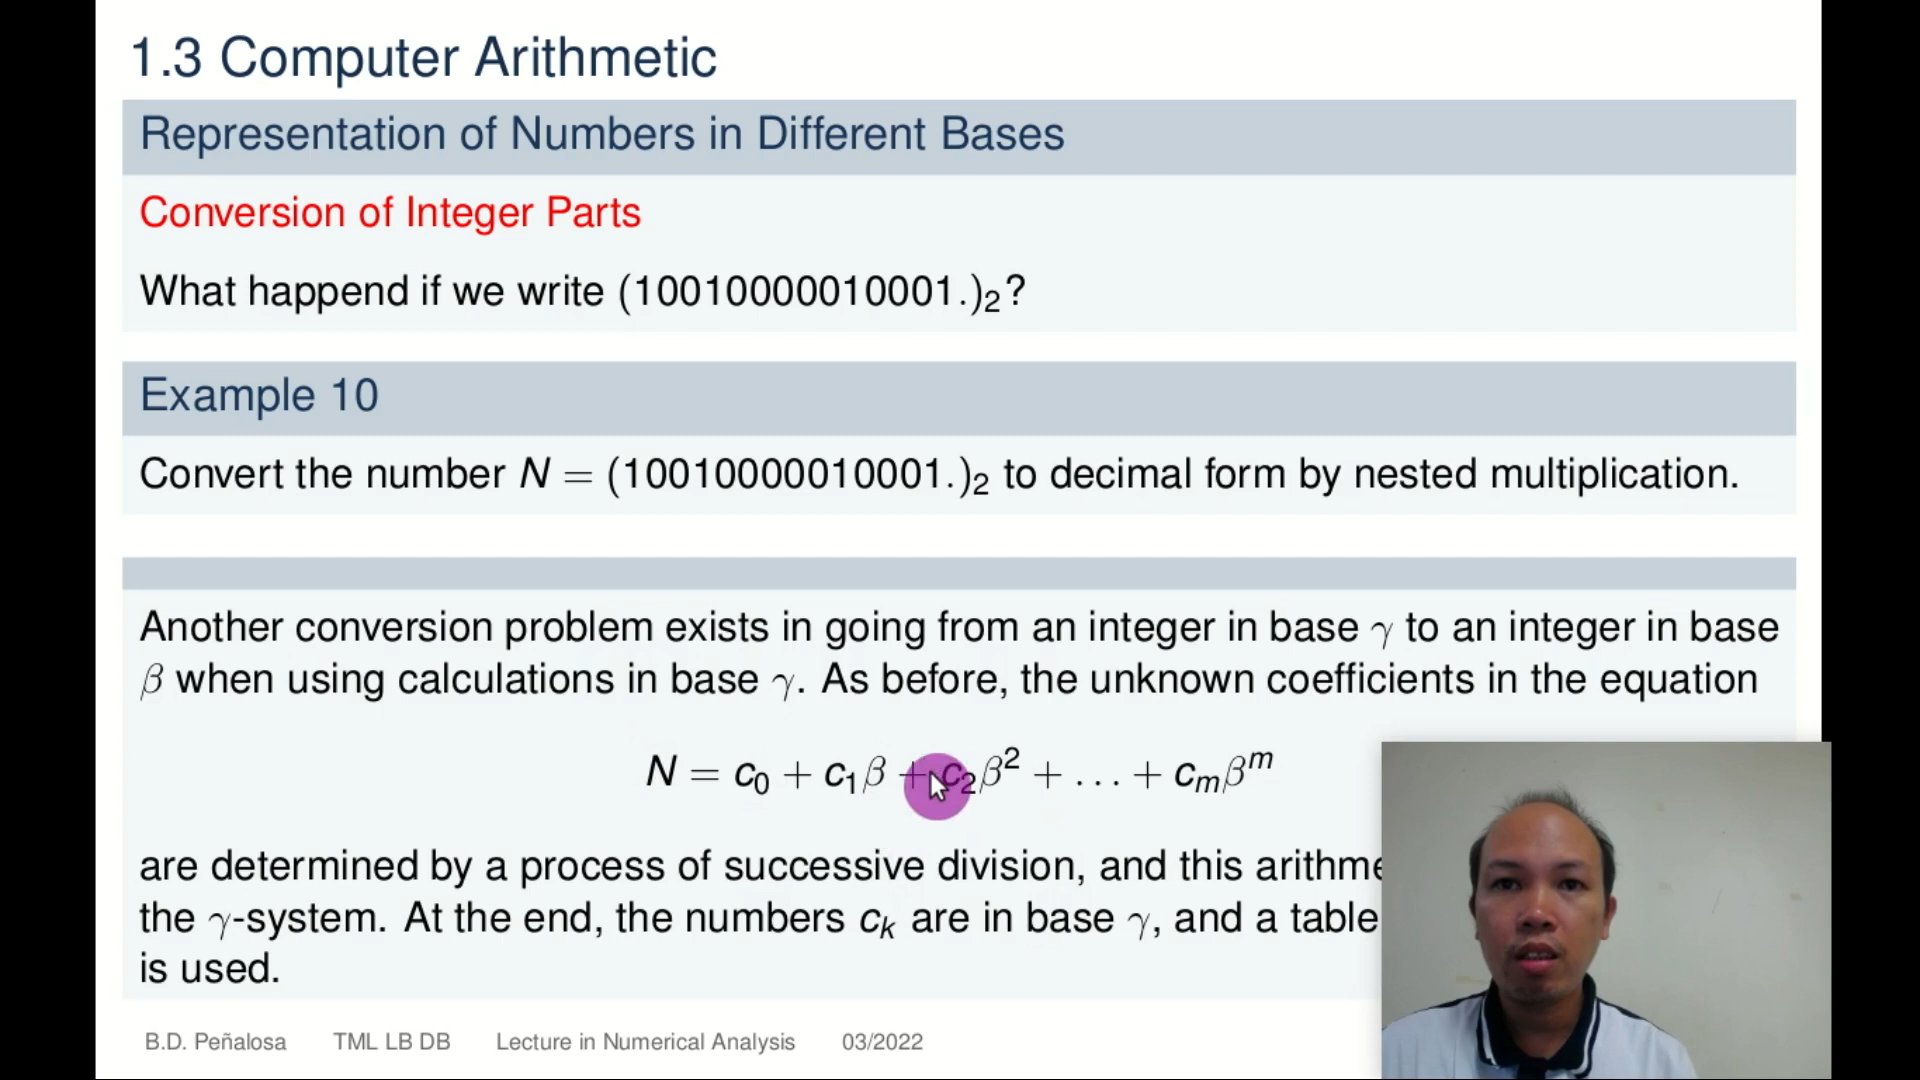 1.3 Computer Arithmetic
Representation of Numbers in Different Bases
Conversion of Integer Parts
What happend if we write (10010000010001.)₂?
Example 10
Convert the number N = (10010000010001.)₂ to decimal form by nested multiplication.
Another conversion problem exists in going from an integer in base γ to an integer in base
β when using calculations in base γ. As before, the unknown coefficients in the equation
N = c₀ + c₁β + c₂β² + … + cₘβᵐ
are determined by a process of successive division, and this arithme
the γ-system. At the end, the numbers cₖ are in base γ, and a table
is used.
B.D. Peñalosa TML LB DB Lecture in Numerical Analysis 03/2022